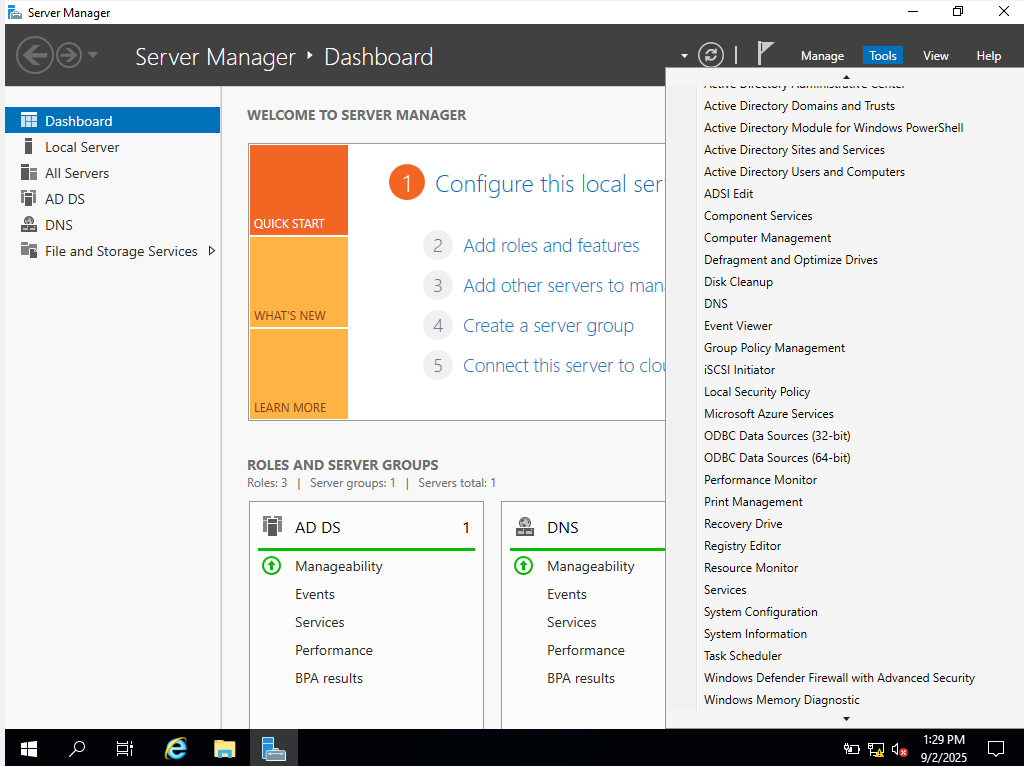 Server Manager
Server Manager • Dashboard
Manage Tools View Help
Dashboard
Local Server
All Servers
AD DS
DNS
File and Storage Services
WELCOME TO SERVER MANAGER
QUICK START
WHAT'S NEW
LEARN MORE
1 Configure this local ser
2 Add roles and features
3 Add other servers to mana
4 Create a server group
5 Connect this server to clou
ROLES AND SERVER GROUPS
Roles: 3 | Server groups: 1 | Servers total: 1
AD DS 1
Manageability
Events
Services
Performance
BPA results
DNS
Manageability
Events
Services
Performance
BPA results
Active Directory Administrative Center
Active Directory Domains and Trusts
Active Directory Module for Windows PowerShell
Active Directory Sites and Services
Active Directory Users and Computers
ADSI Edit
Component Services
Computer Management
Defragment and Optimize Drives
Disk Cleanup
DNS
Event Viewer
Group Policy Management
iSCSI Initiator
Local Security Policy
Microsoft Azure Services
ODBC Data Sources (32-bit)
ODBC Data Sources (64-bit)
Performance Monitor
Print Management
Recovery Drive
Registry Editor
Resource Monitor
Services
System Configuration
System Information
Task Scheduler
Windows Defender Firewall with Advanced Security
Windows Memory Diagnostic
1:29 PM
9/2/2025